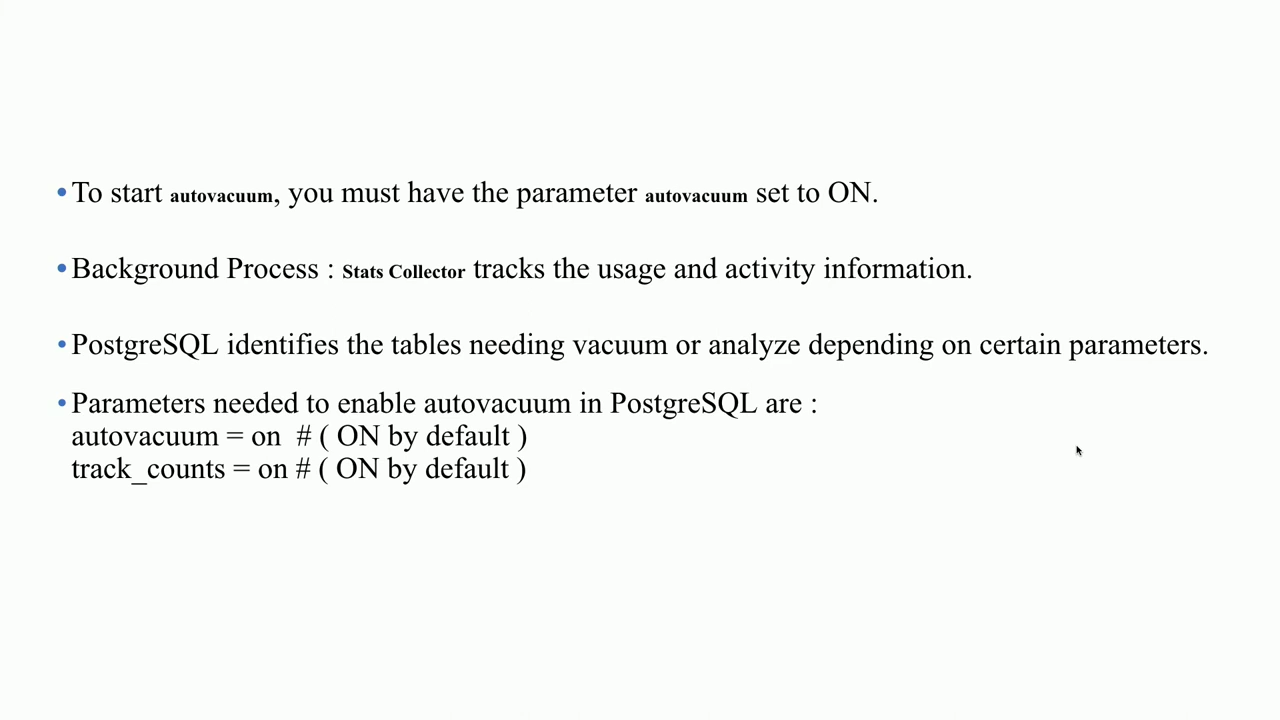 •To start autovacuum, you must have the parameter autovacuum set to ON.
•Background Process : Stats Collector tracks the usage and activity information.
•PostgreSQL identifies the tables needing vacuum or analyze depending on certain parameters.
•Parameters needed to enable autovacuum in PostgreSQL are :
autovacuum = on  # ( ON by default )
track_counts = on # ( ON by default )